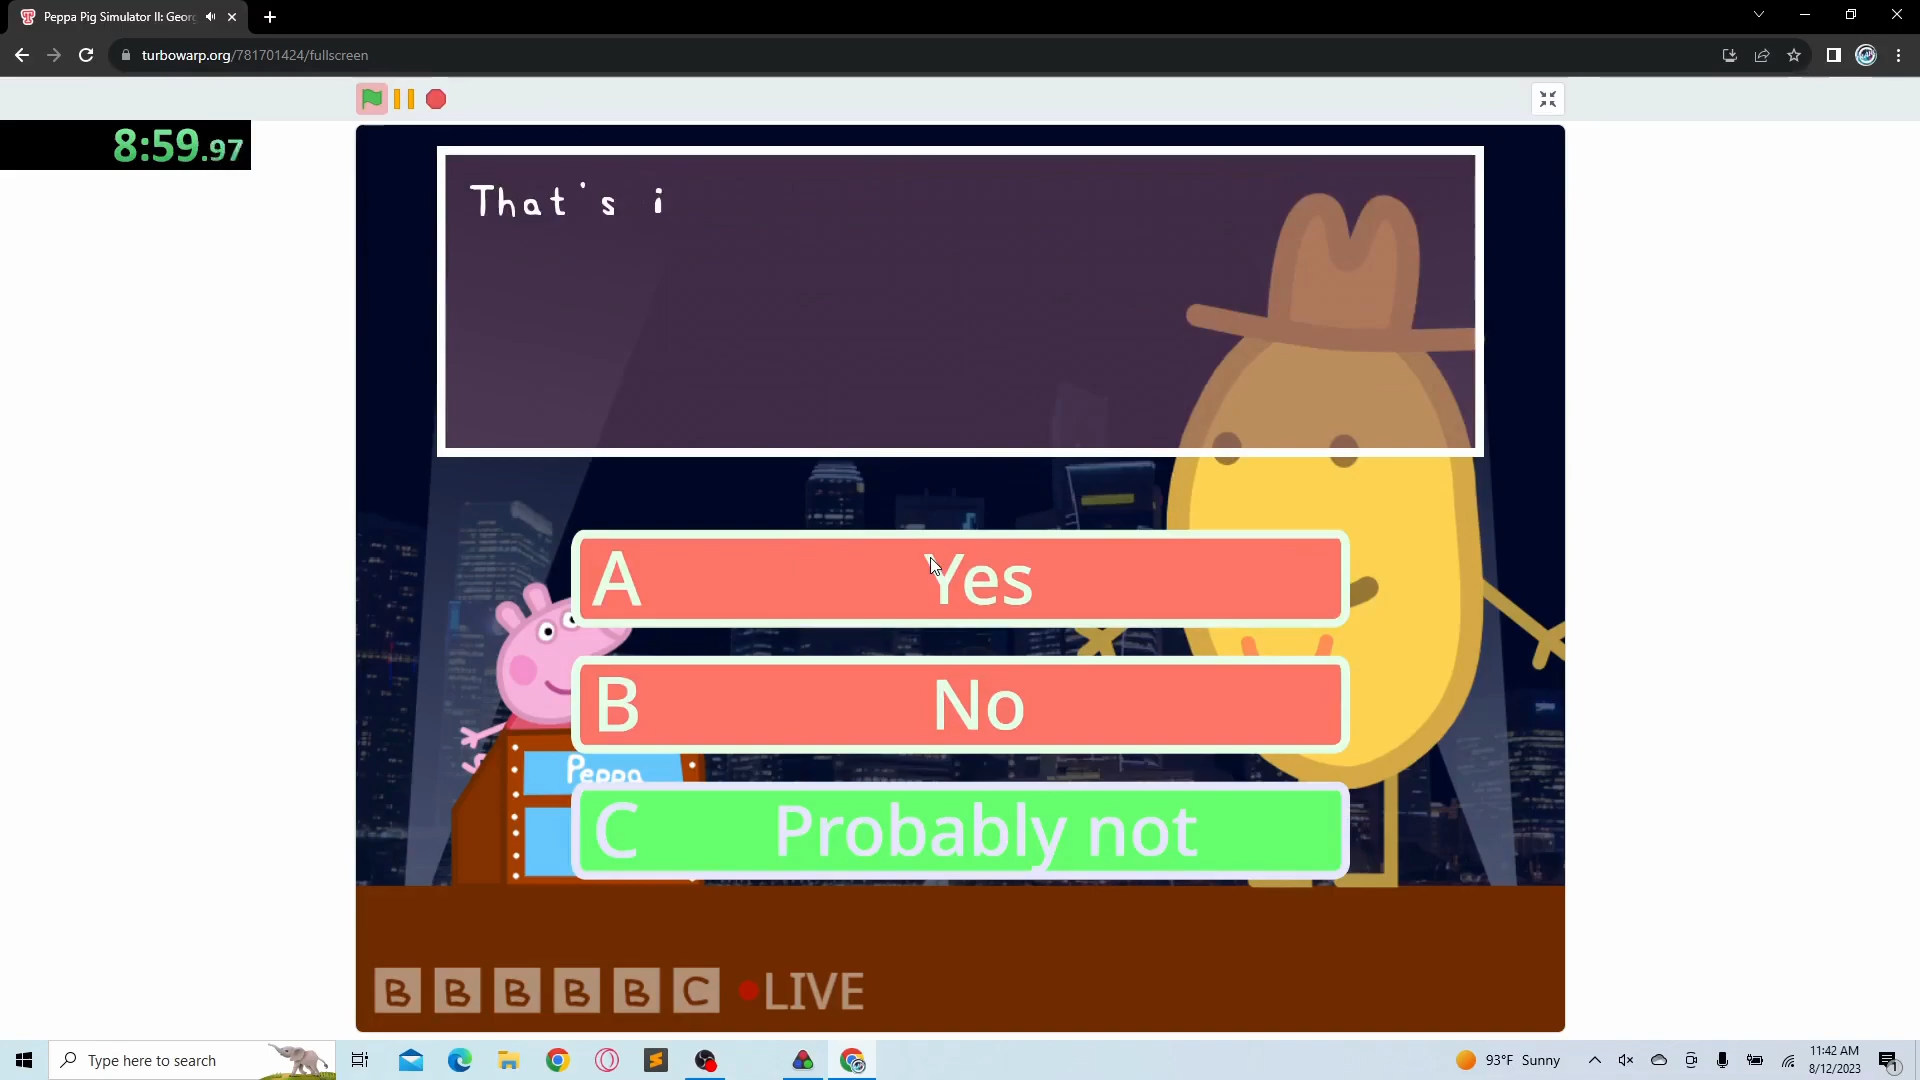 Peppa Pig Simulator II: Geor
turbowarp.org/781701424/fullscreen
8:59.97
That's i
A Yes
B No
Peppa
C Probably not
B B B B B C LIVE
Type here to search
93°F Sunny
11:42 AM
8/12/2023
1